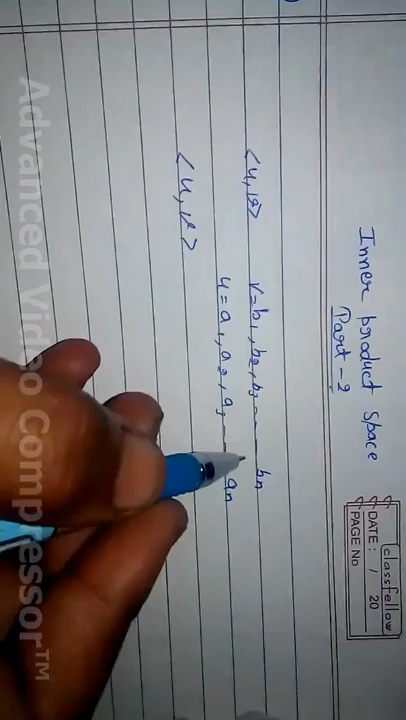 Inner product space
Part-2
classfellow
DATE: / 20
PAGE No
<u,v> v=b1,b2,b3------bn
u=a1,a2,a3------an
<u,v>
Advanced Video Compressor™